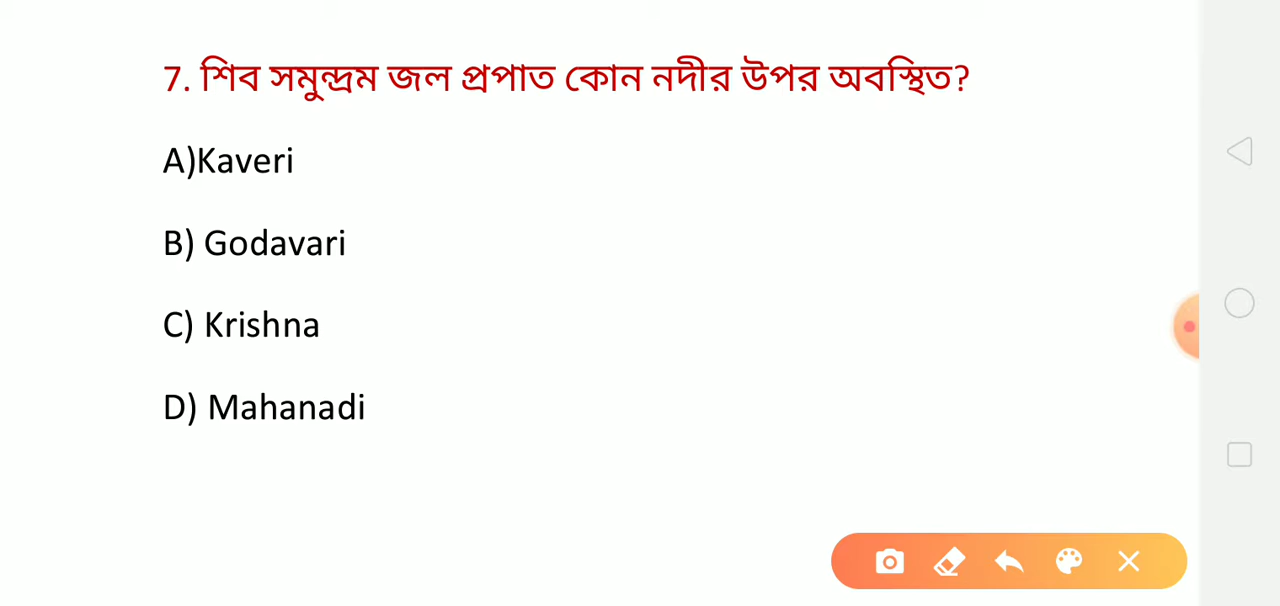 7. শিব সমুন্দ্রম জল প্রপাত কোন নদীর উপর অবস্থিত?
A)Kaveri
B) Godavari
C) Krishna
D) Mahanadi